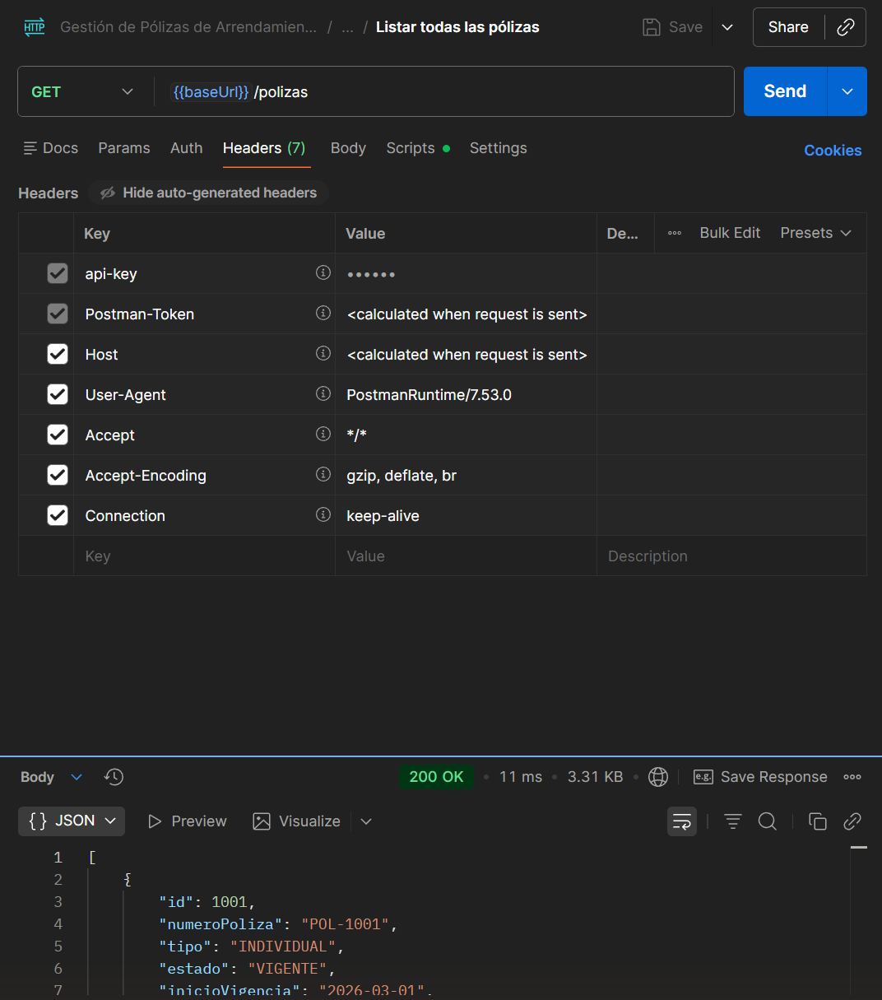 HTTP Gestión de Pólizas de Arrendamien... / ... / Listar todas las pólizas Save Share
GET {{baseUrl}} /polizas Send
Docs Params Auth Headers (7) Body Scripts Settings Cookies
Headers Hide auto-generated headers
Key Value De... Bulk Edit Presets
api-key ••••••
Postman-Token <calculated when request is sent>
Host <calculated when request is sent>
User-Agent PostmanRuntime/7.53.0
Accept */*
Accept-Encoding gzip, deflate, br
Connection keep-alive
Key Value Description
Body 200 OK • 11 ms • 3.31 KB • e.g. Save Response
{} JSON Preview Visualize
1 [
2 {
3 "id": 1001,
4 "numeroPoliza": "POL-1001",
5 "tipo": "INDIVIDUAL",
6 "estado": "VIGENTE",
7 "inicioVigencia": "2026-03-01",